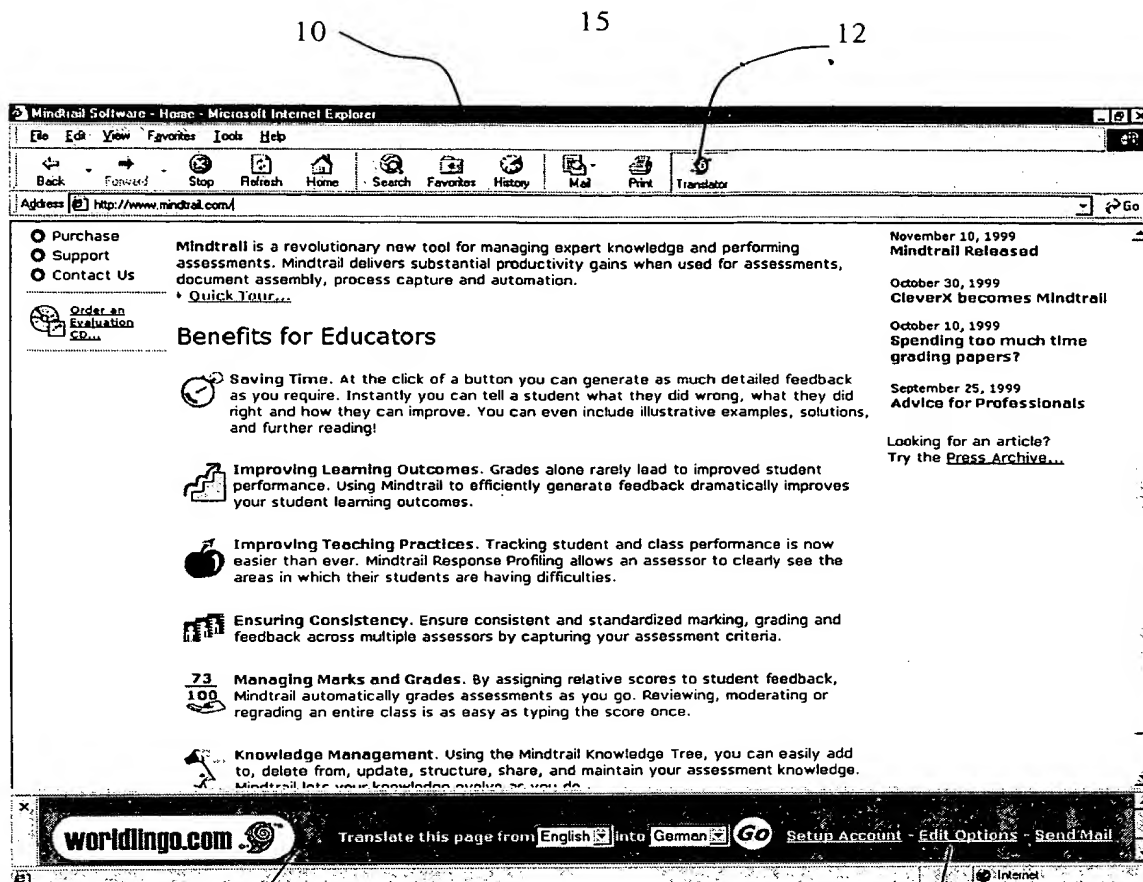 15
10
12
Mindtrail Software - Home - Microsoft Internet Explorer
File Edit View Favorites Tools Help
Back Forward Stop Refresh Home Search Favorites History Mail Print Translator
Address http://www.mindtrail.com/ Go
Purchase
Support
Contact Us
Order an
Evaluation
CD...
Mindtrail is a revolutionary new tool for managing expert knowledge and performing
assessments. Mindtrail delivers substantial productivity gains when used for assessments,
document assembly, process capture and automation.
Quick Tour...
Benefits for Educators
Saving Time. At the click of a button you can generate as much detailed feedback
as you require. Instantly you can tell a student what they did wrong, what they did
right and how they can improve. You can even include illustrative examples, solutions,
and further reading!
Improving Learning Outcomes. Grades alone rarely lead to improved student
performance. Using Mindtrail to efficiently generate feedback dramatically improves
your student learning outcomes.
Improving Teaching Practices. Tracking student and class performance is now
easier than ever. Mindtrail Response Profiling allows an assessor to clearly see the
areas in which their students are having difficulties.
Ensuring Consistency. Ensure consistent and standardized marking, grading and
feedback across multiple assessors by capturing your assessment criteria.
73
100
Managing Marks and Grades. By assigning relative scores to student feedback,
Mindtrail automatically grades assessments as you go. Reviewing, moderating or
regrading an entire class is as easy as typing the score once.
Knowledge Management. Using the Mindtrail Knowledge Tree, you can easily add
to, delete from, update, structure, share, and maintain your assessment knowledge.
Mindtrail lets your knowledge evolve as you do.
November 10, 1999
Mindtrail Released
October 30, 1999
CleverX becomes Mindtrail
October 10, 1999
Spending too much time
grading papers?
September 25, 1999
Advice for Professionals
Looking for an article?
Try the Press Archive...
worldlingo.com
Translate this page from English into German GO Setup Account - Edit Options - Send Mail
Internet